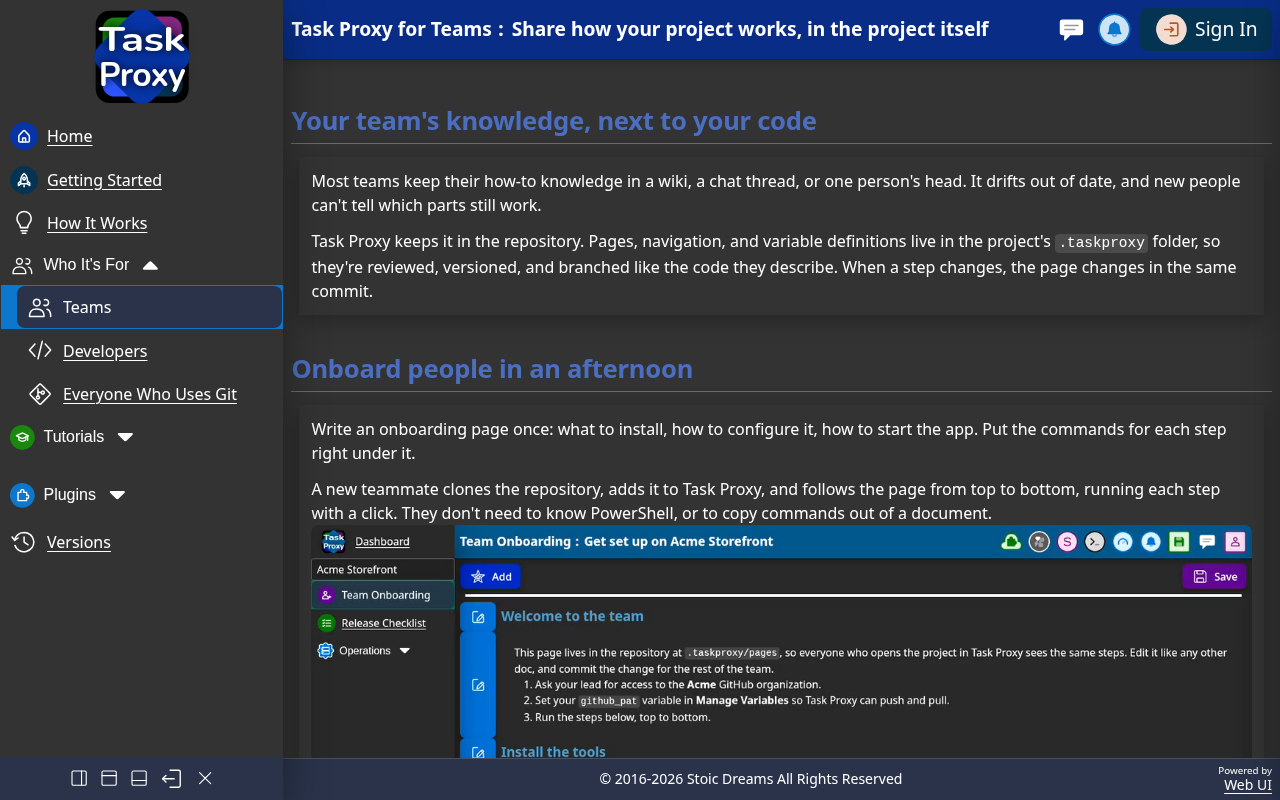 Task
Proxy
Home
Getting Started
How It Works
Who It's For
Teams
Developers
Everyone Who Uses Git
Tutorials
Plugins
Versions
Task Proxy for Teams : Share how your project works, in the project itself
Sign In
Your team's knowledge, next to your code
Most teams keep their how-to knowledge in a wiki, a chat thread, or one person's head. It drifts out of date, and new people
can't tell which parts still work.
Task Proxy keeps it in the repository. Pages, navigation, and variable definitions live in the project's .taskproxy folder, so
they're reviewed, versioned, and branched like the code they describe. When a step changes, the page changes in the same
commit.
Onboard people in an afternoon
Write an onboarding page once: what to install, how to configure it, how to start the app. Put the commands for each step
right under it.
A new teammate clones the repository, adds it to Task Proxy, and follows the page from top to bottom, running each step
with a click. They don't need to know PowerShell, or to copy commands out of a document.
Task
Proxy
Dashboard
Team Onboarding : Get set up on Acme Storefront
S
Acme Storefront
Team Onboarding
Release Checklist
Operations
Add
Save
Welcome to the team
This page lives in the repository at .taskproxy/pages, so everyone who opens the project in Task Proxy sees the same steps. Edit it like any other
doc, and commit the change for the rest of the team.
1. Ask your lead for access to the Acme GitHub organization.
2. Set your github_pat variable in Manage Variables so Task Proxy can push and pull.
3. Run the steps below, top to bottom.
Install the tools
© 2016-2026 Stoic Dreams All Rights Reserved
Powered by
Web UI